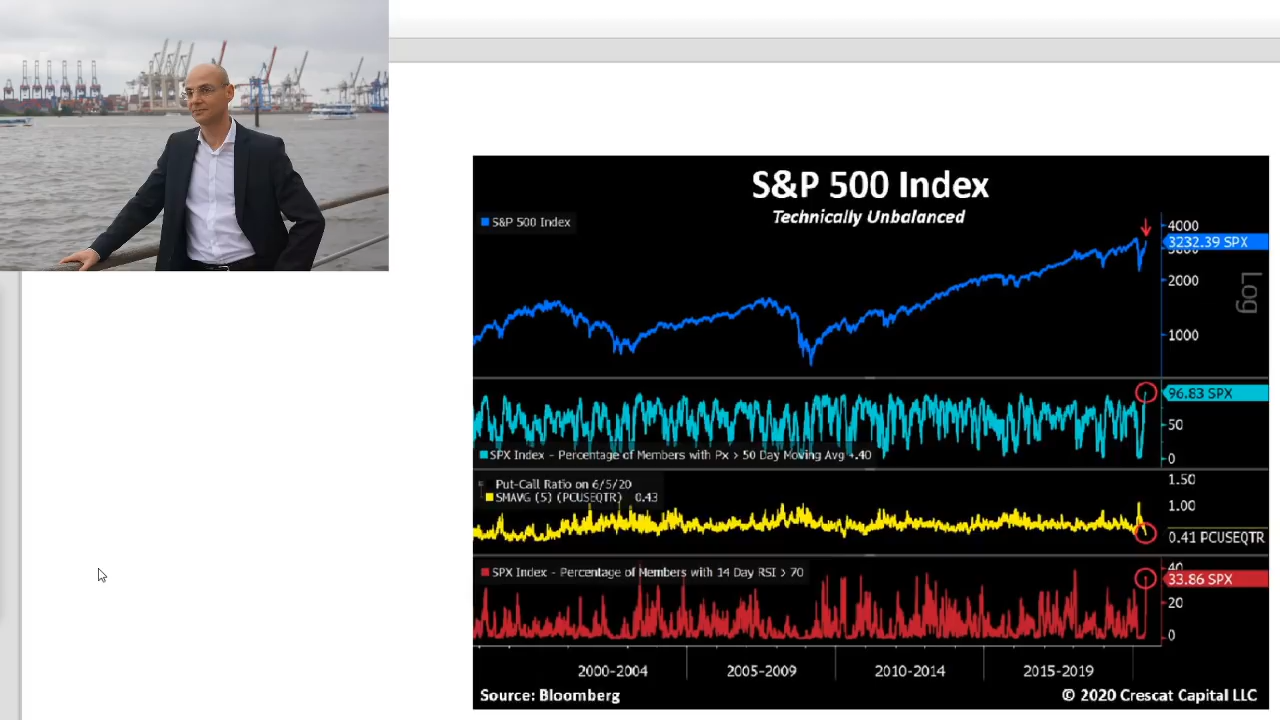 S&P 500 Index
Technically Unbalanced
S&P 500 Index
4000
3232.39 SPX
2000
Log
1000
96.83 SPX
50
SPX Index - Percentage of Members with Px > 50 Day Moving Avg -.40
0
Put-Call Ratio on 6/5/20
1.50
SMAVG (5) (PCUSEQTR) 0.43
1.00
0.41 PCUSEQTR
SPX Index - Percentage of Members with 14 Day RSI > 70
40
33.86 SPX
20
0
2000-2004 2005-2009 2010-2014 2015-2019
Source: Bloomberg © 2020 Crescat Capital LLC